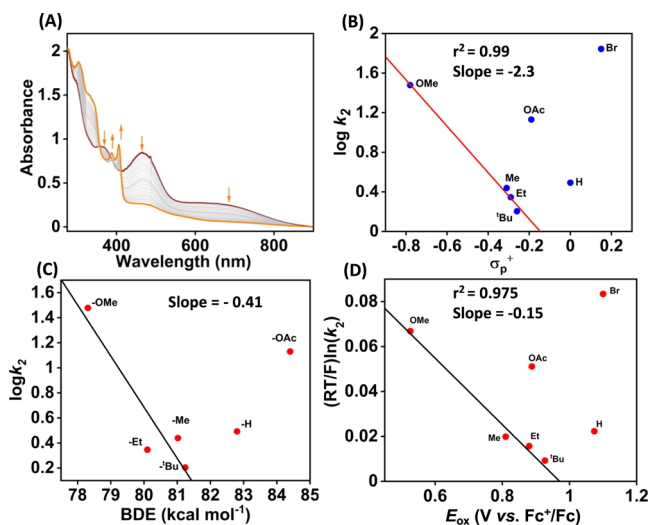 (A)
2
1.5
1
0.5
0
Absorbance
400 600 800
Wavelength (nm)
(B)
r² = 0.99
Slope = -2.3
Br
OMe
OAc
Me
Et
H
ᵗBu
2
1.6
1.2
0.8
0.4
0
log k₂
-0.8 -0.6 -0.4 -0.2 0.0 0.2
σₚ⁺
(C)
Slope = - 0.41
-OMe
-OAc
-Me
-H
-Et
-ᵗBu
1.6
1.4
1.2
1.0
0.8
0.6
0.4
0.2
logk₂
78 79 80 81 82 83 84 85
BDE (kcal mol⁻¹)
(D)
r² = 0.975
Slope = -0.15
Br
OMe
OAc
Me
Et
H
ᵗBu
0.08
0.06
0.04
0.02
0
(RT/F)ln(k₂)
0.6 0.8 1 1.2
Eₒₓ (V vs. Fc⁺/Fc)